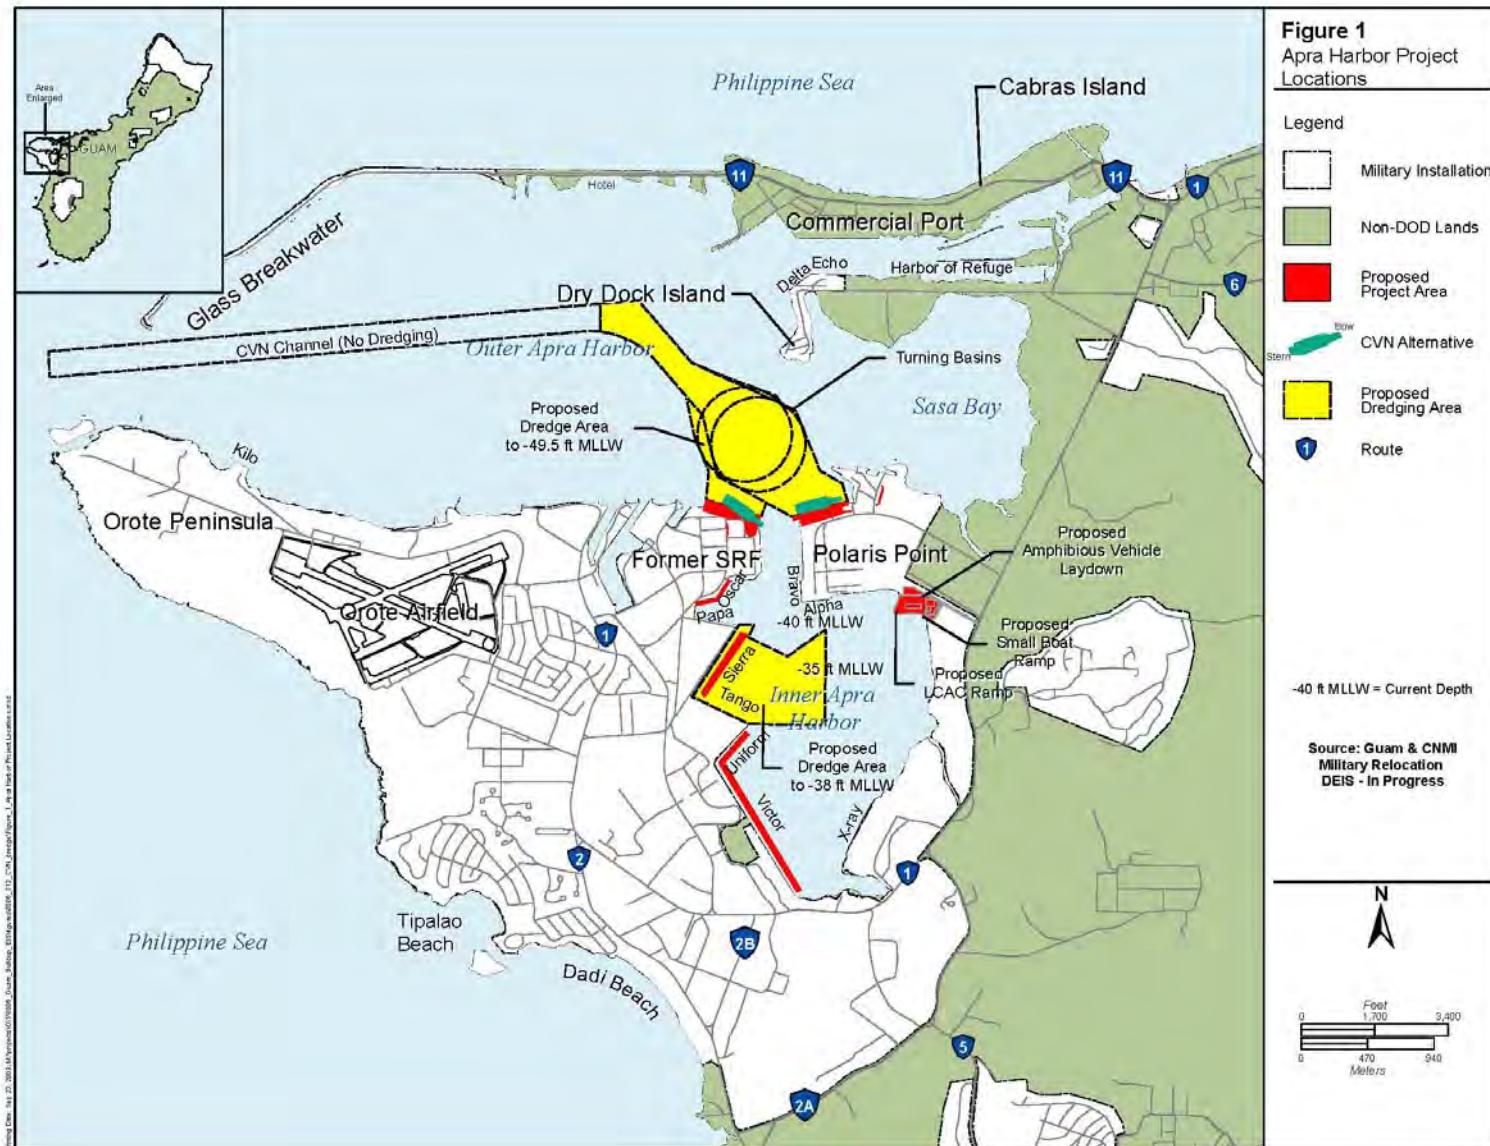 Figure 1
Apra Harbor Project
Locations
Legend
Military Installation
Non-DOD Lands
Proposed
Project Area
Bow
Stern
CVN Alternative
Proposed
Dredging Area
1
Route
-40 ft MLLW = Current Depth
Source: Guam & CNMI
Military Relocation
DEIS - In Progress
N
Feet
0 1,700 3,400
0 470 940
Meters
Area
Enlarged
GUAM
Philippine Sea
Cabras Island
Hotel
11
11
1
Commercial Port
Glass Breakwater
Delta
Echo
Harbor of Refuge
6
Dry Dock Island
CVN Channel (No Dredging)
Outer Apra Harbor
Turning Basins
Sasa Bay
Proposed
Dredge Area
to -49.5 ft MLLW
Kilo
Orote Peninsula
Former SRF
Polaris Point
Proposed
Amphibious Vehicle
Laydown
Orote Airfield
Oscar
Papa
Bravo
Alpha
-40 ft MLLW
1
Proposed
Small Boat
Ramp
Sierra
-35 ft MLLW
Proposed
LCAC Ramp
Tango
Inner Apra
Harbor
Uniform
Proposed
Dredge Area
to -38 ft MLLW
Victor
X-ray
2
1
Tipalao
Beach
Philippine Sea
2B
Dadi Beach
5
2A